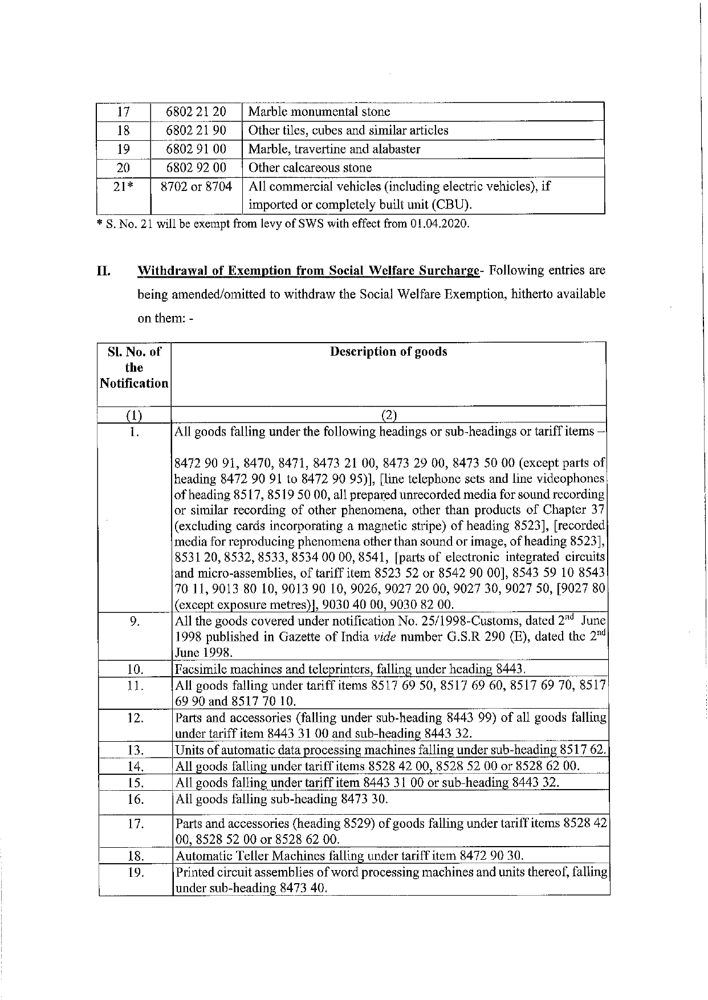 17 6802 21 20 Marble monumental stone
18 6802 21 90 Other tiles, cubes and similar articles
19 6802 91 00 Marble, travertine and alabaster
20 6802 92 00 Other calcareous stone
21* 8702 or 8704 All commercial vehicles (including electric vehicles), if
imported or completely built unit (CBU).
* S. No. 21 will be exempt from levy of SWS with effect from 01.04.2020.
II. Withdrawal of Exemption from Social Welfare Surcharge- Following entries are
being amended/omitted to withdraw the Social Welfare Exemption, hitherto available
on them: -
Sl. No. of Description of goods
the
Notification
(1) (2)
1. All goods falling under the following headings or sub-headings or tariff items –
8472 90 91, 8470, 8471, 8473 21 00, 8473 29 00, 8473 50 00 (except parts of
heading 8472 90 91 to 8472 90 95)], [line telephone sets and line videophones
of heading 8517, 8519 50 00, all prepared unrecorded media for sound recording
or similar recording of other phenomena, other than products of Chapter 37
(excluding cards incorporating a magnetic stripe) of heading 8523], [recorded
media for reproducing phenomena other than sound or image, of heading 8523],
8531 20, 8532, 8533, 8534 00 00, 8541, [parts of electronic integrated circuits
and micro-assemblies, of tariff item 8523 52 or 8542 90 00], 8543 59 10 8543
70 11, 9013 80 10, 9013 90 10, 9026, 9027 20 00, 9027 30, 9027 50, [9027 80
(except exposure metres)], 9030 40 00, 9030 82 00.
9. All the goods covered under notification No. 25/1998-Customs, dated 2nd June
1998 published in Gazette of India vide number G.S.R 290 (E), dated the 2nd
June 1998.
10. Facsimile machines and teleprinters, falling under heading 8443.
11. All goods falling under tariff items 8517 69 50, 8517 69 60, 8517 69 70, 8517
69 90 and 8517 70 10.
12. Parts and accessories (falling under sub-heading 8443 99) of all goods falling
under tariff item 8443 31 00 and sub-heading 8443 32.
13. Units of automatic data processing machines falling under sub-heading 8517 62.
14. All goods falling under tariff items 8528 42 00, 8528 52 00 or 8528 62 00.
15. All goods falling under tariff item 8443 31 00 or sub-heading 8443 32.
16. All goods falling sub-heading 8473 30.
17. Parts and accessories (heading 8529) of goods falling under tariff items 8528 42
00, 8528 52 00 or 8528 62 00.
18. Automatic Teller Machines falling under tariff item 8472 90 30.
19. Printed circuit assemblies of word processing machines and units thereof, falling
under sub-heading 8473 40.